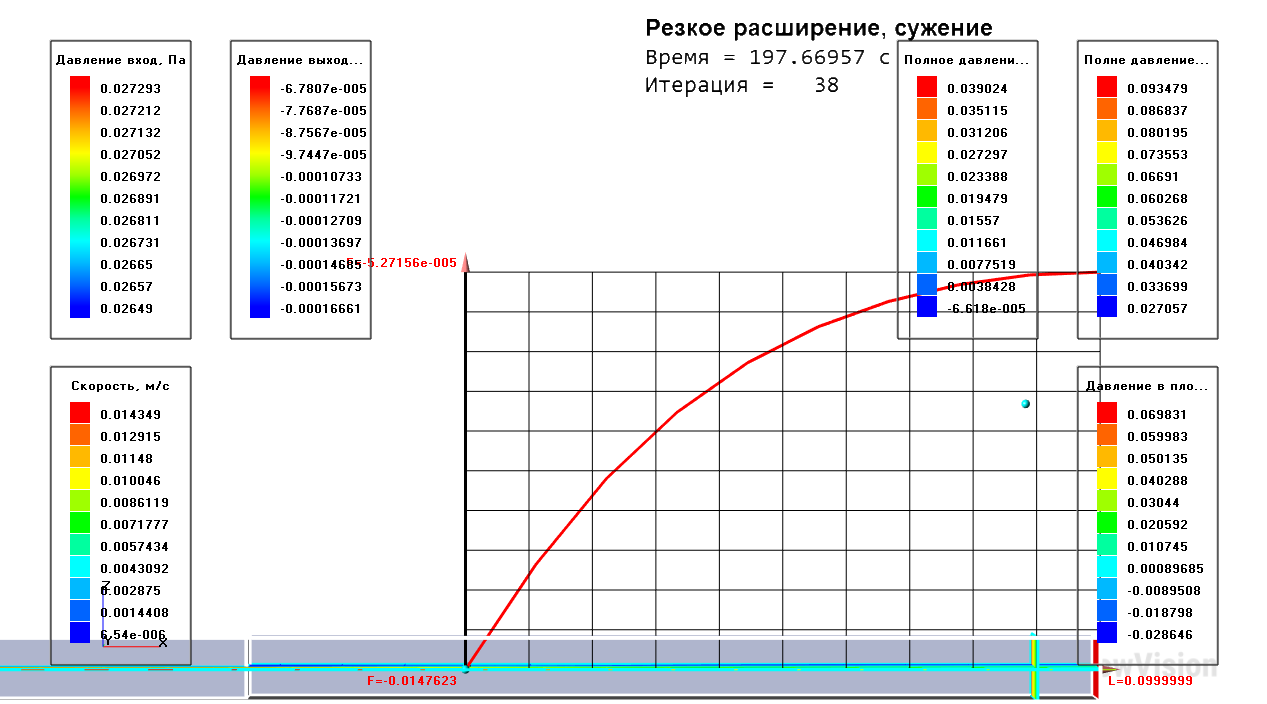 Резкое расширение, сужение
Время = 197.66957 с
Итерация = 38
Давление вход, Па
0.027293
0.027212
0.027132
0.027052
0.026972
0.026891
0.026811
0.026731
0.02665
0.02657
0.02649
Давление выход...
-6.7807e-005
-7.7687e-005
-8.7567e-005
-9.7447e-005
-0.00010733
-0.00011721
-0.00012709
-0.00013697
-0.00014685
-0.00015673
-0.00016661
Полное давлени...
0.039024
0.035115
0.031206
0.027297
0.023388
0.019479
0.01557
0.011661
0.0077519
0.0038428
-6.618e-005
Полне давление...
0.093479
0.086837
0.080195
0.073553
0.06691
0.060268
0.053626
0.046984
0.040342
0.033699
0.027057
F=-5.27156e-005
Скорость, м/с
0.014349
0.012915
0.01148
0.010046
0.0086119
0.0071777
0.0057434
0.0043092
0.002875
0.0014408
6.54e-006
Z
Y
X
Давление в пло...
0.069831
0.059983
0.050135
0.040288
0.03044
0.020592
0.010745
0.00089685
-0.0089508
-0.018798
-0.028646
F=-0.0147623
L=0.0999999